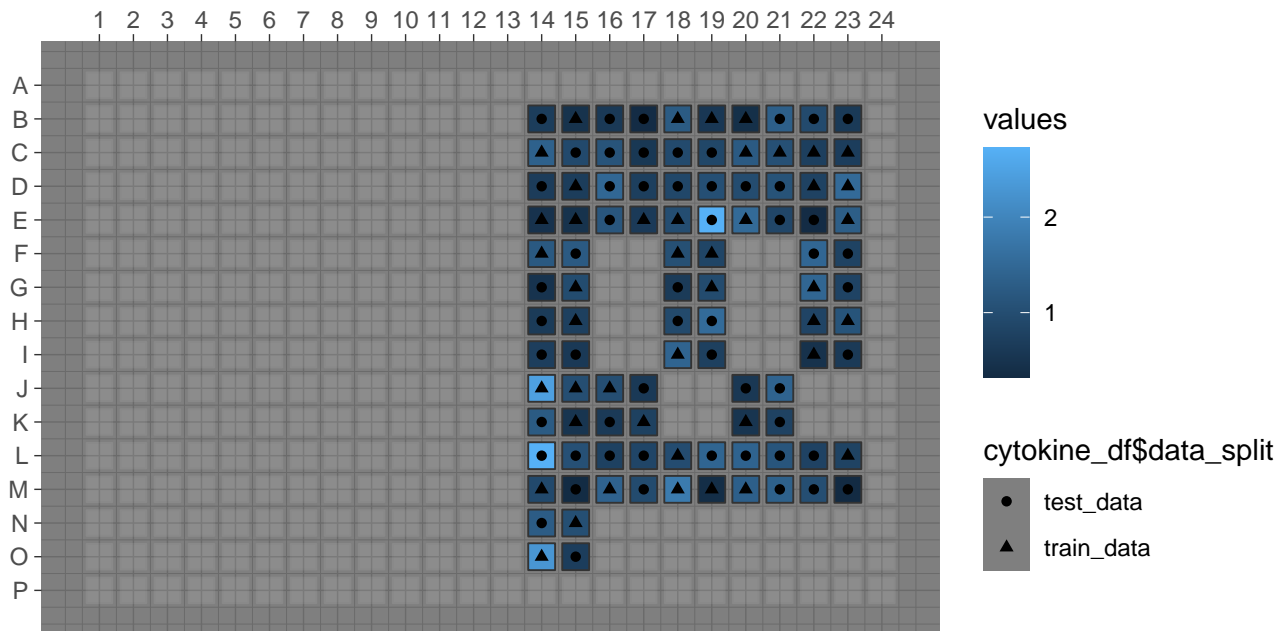 1 2 3 4 5 6 7 8 9 10 11 12 13 14 15 16 17 18 19 20 21 22 23 24
A
B
C
D
E
F
G
H
I
J
K
L
M
N
O
P
values
2
1
cytokine_df$data_split
test_data
train_data